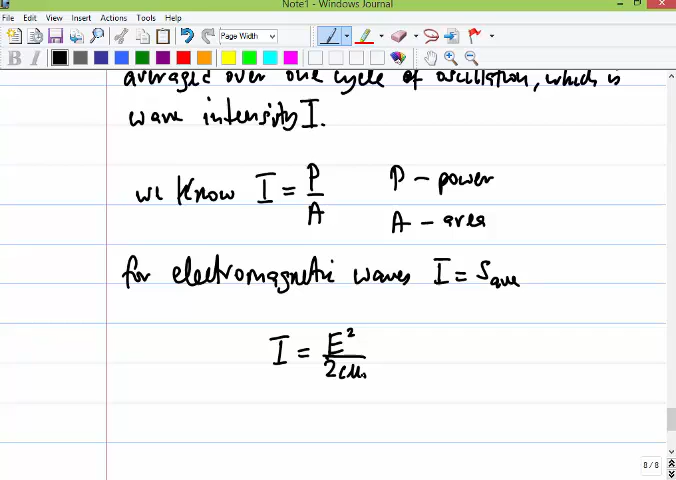 Note1 - Windows Journal
File Edit View Insert Actions Tools Help
Page Width
B I
averaged over one cycle of oscillation, which is
wave intensity I.
we know I = P/A P - power
A - area
for electromagnetic waves I = Save
I = E²/2cμ₀
8/8